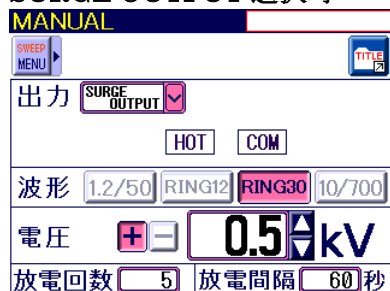 MANUAL
SWEEP MENU
TITLE
出力 SURGE OUTPUT
HOT COM
波形 1.2/50 RING12 RING30 10/700
電圧 + − 0.5 kV
放電回数 5 放電間隔 60 秒